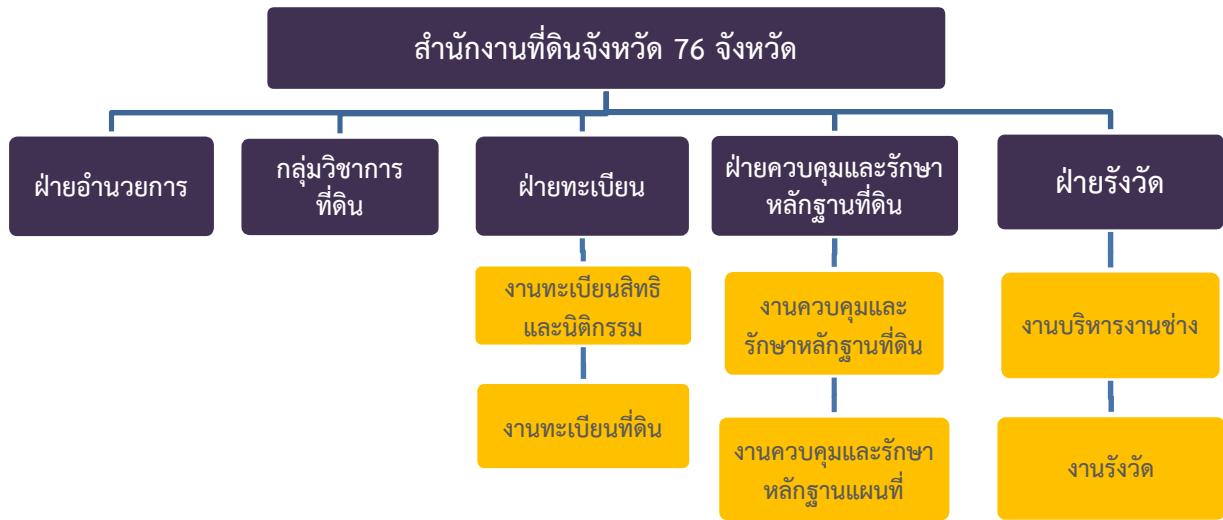 สำนักงานที่ดินจังหวัด 76 จังหวัด
ฝ่ายอำนวยการ
กลุ่มวิชาการ
ที่ดิน
ฝ่ายทะเบียน
ฝ่ายควบคุมและรักษา
หลักฐานที่ดิน
ฝ่ายรังวัด
งานทะเบียนสิทธิ
และนิติกรรม
งานควบคุมและ
รักษาหลักฐานที่ดิน
งานบริหารงานช่าง
งานทะเบียนที่ดิน
งานควบคุมและรักษา
หลักฐานแผนที่
งานรังวัด